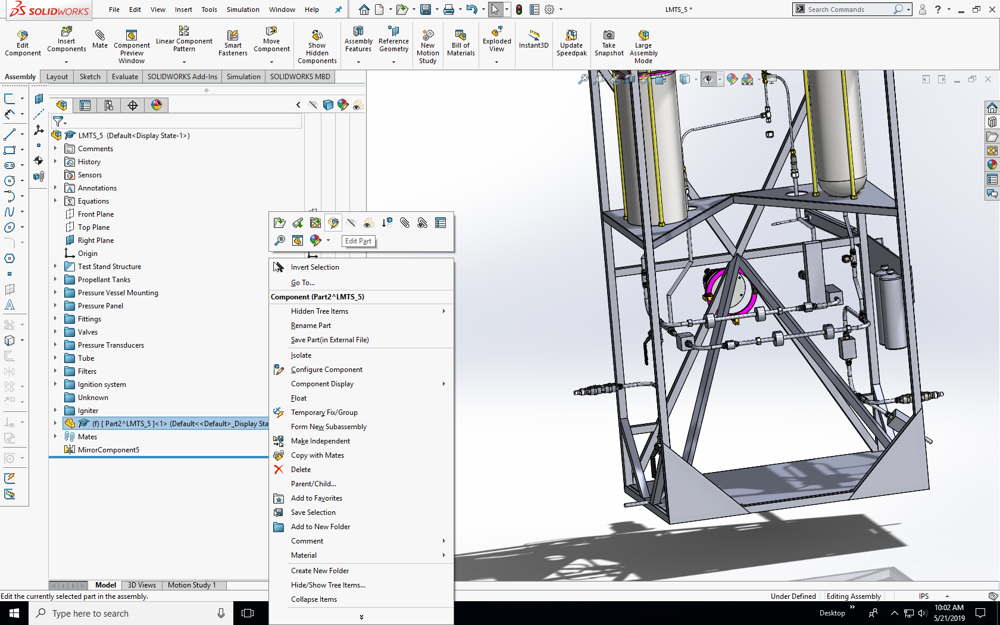 SOLIDWORKS
File Edit View Insert Tools Simulation Window Help
LMTS_5 *
Search Commands
Edit Component
Insert Components
Mate
Component Preview Window
Linear Component Pattern
Smart Fasteners
Move Component
Show Hidden Components
Assembly Features
Reference Geometry
New Motion Study
Bill of Materials
Exploded View
Instant3D
Update Speedpak
Take Snapshot
Large Assembly Mode
Assembly Layout Sketch Evaluate SOLIDWORKS Add-Ins Simulation SOLIDWORKS MBD
LMTS_5 (Default<Display State-1>)
Comments
History
Sensors
Annotations
Equations
Front Plane
Top Plane
Right Plane
Origin
Test Stand Structure
Propellant Tanks
Pressure Vessel Mounting
Pressure Panel
Fittings
Valves
Pressure Transducers
Tube
Filters
Ignition system
Unknown
Igniter
(f) [ Part2^LMTS_5 ]<1> (Default<<Default>_Display Sta
Mates
MirrorComponent5
Edit Part
Invert Selection
Go To...
Component (Part2^LMTS_5)
Hidden Tree Items
Rename Part
Save Part(in External File)
Isolate
Configure Component
Component Display
Float
Temporary Fix/Group
Form New Subassembly
Make Independent
Copy with Mates
Delete
Parent/Child...
Add to Favorites
Save Selection
Add to New Folder
Comment
Material
Create New Folder
Hide/Show Tree Items...
Collapse Items
Model 3D Views Motion Study 1
Edit the currently selected part in the assembly.
Under Defined Editing Assembly IPS
Type here to search
Desktop
10:02 AM
5/21/2019